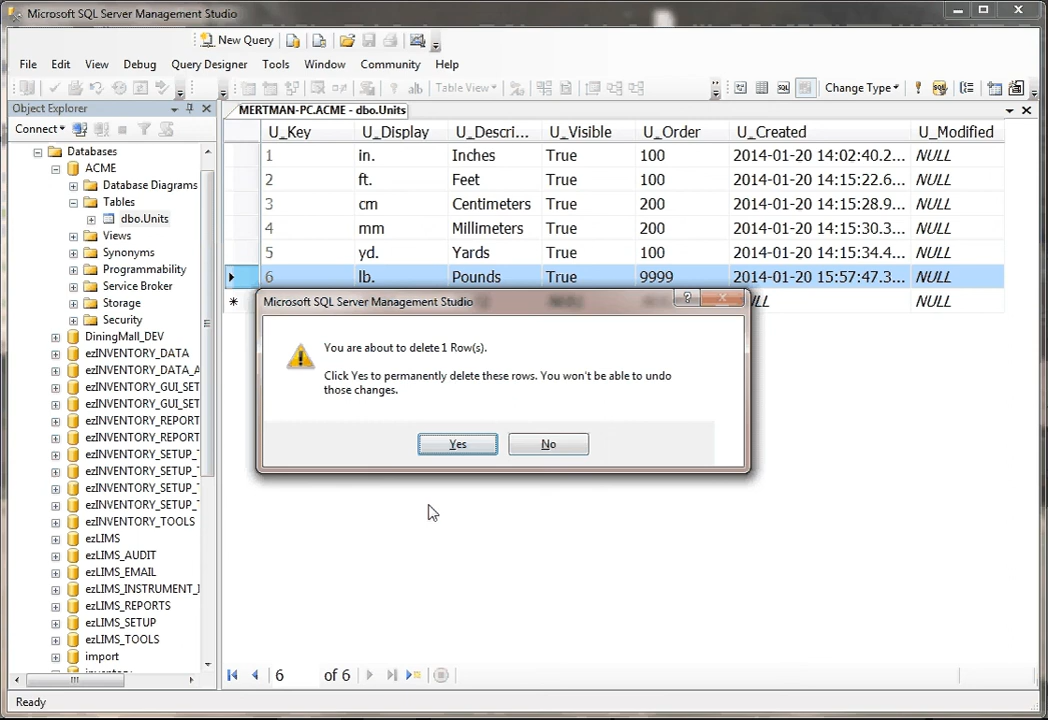 Microsoft SQL Server Management Studio
New Query
File Edit View Debug Query Designer Tools Window Community Help
Table View Change Type
Object Explorer
MERTMAN-PC.ACME - dbo.Units
Connect
Databases
ACME
Database Diagrams
Tables
dbo.Units
Views
Synonyms
Programmability
Service Broker
Storage
Security
DiningMall_DEV
ezINVENTORY_DATA
ezINVENTORY_DATA_A
ezINVENTORY_GUI_SET
ezINVENTORY_GUI_SET
ezINVENTORY_REPORT
ezINVENTORY_REPORT
ezINVENTORY_SETUP_
ezINVENTORY_SETUP_
ezINVENTORY_SETUP_
ezINVENTORY_SETUP_
ezINVENTORY_TOOLS
ezLIMS
ezLIMS_AUDIT
ezLIMS_EMAIL
ezLIMS_INSTRUMENT_I
ezLIMS_REPORTS
ezLIMS_SETUP
ezLIMS_TOOLS
import
U_Key U_Display U_Descri... U_Visible U_Order U_Created U_Modified
1 in. Inches True 100 2014-01-20 14:02:40.2... NULL
2 ft. Feet True 100 2014-01-20 14:15:22.6... NULL
3 cm Centimeters True 200 2014-01-20 14:15:28.9... NULL
4 mm Millimeters True 200 2014-01-20 14:15:30.3... NULL
5 yd. Yards True 100 2014-01-20 14:15:34.4... NULL
6 lb. Pounds True 9999 2014-01-20 15:57:47.3... NULL
NULL
Microsoft SQL Server Management Studio
You are about to delete 1 Row(s).
Click Yes to permanently delete these rows. You won't be able to undo
those changes.
Yes No
6 of 6
Ready